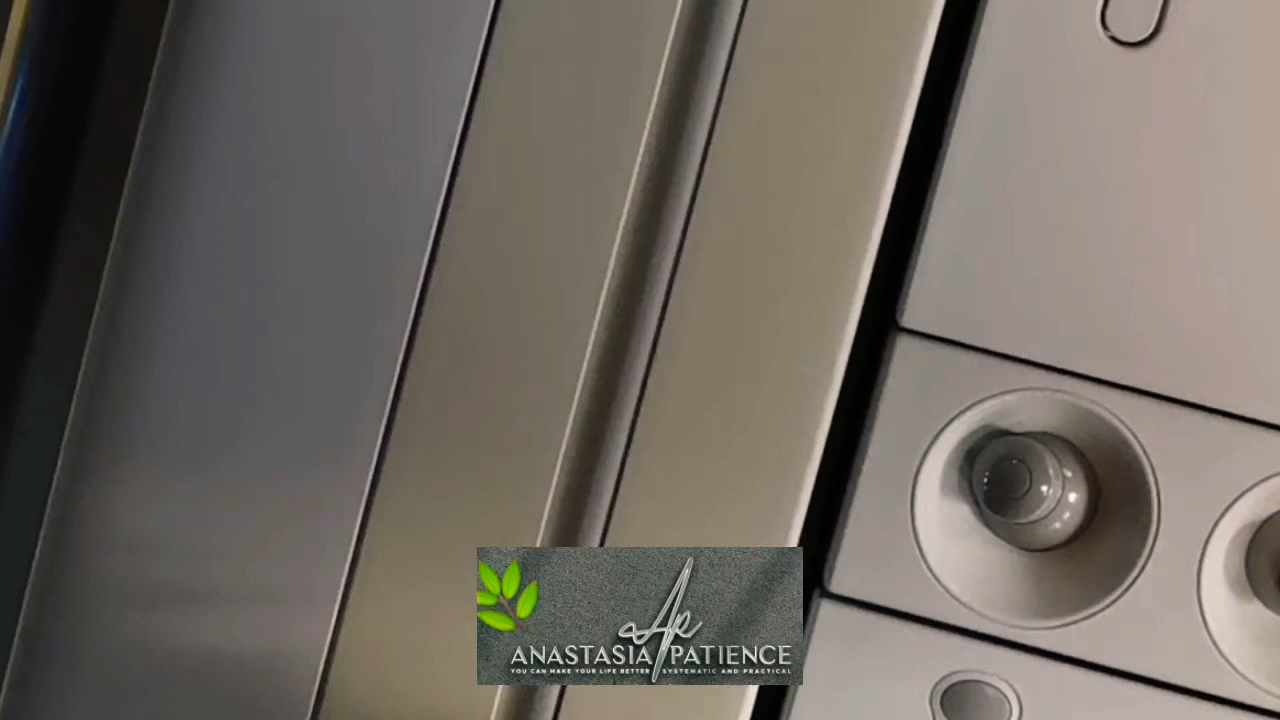 Ap
ANASTASIA PATIENCE
YOU CAN MAKE YOUR LIFE BETTER SYSTEMATIC AND PRACTICAL